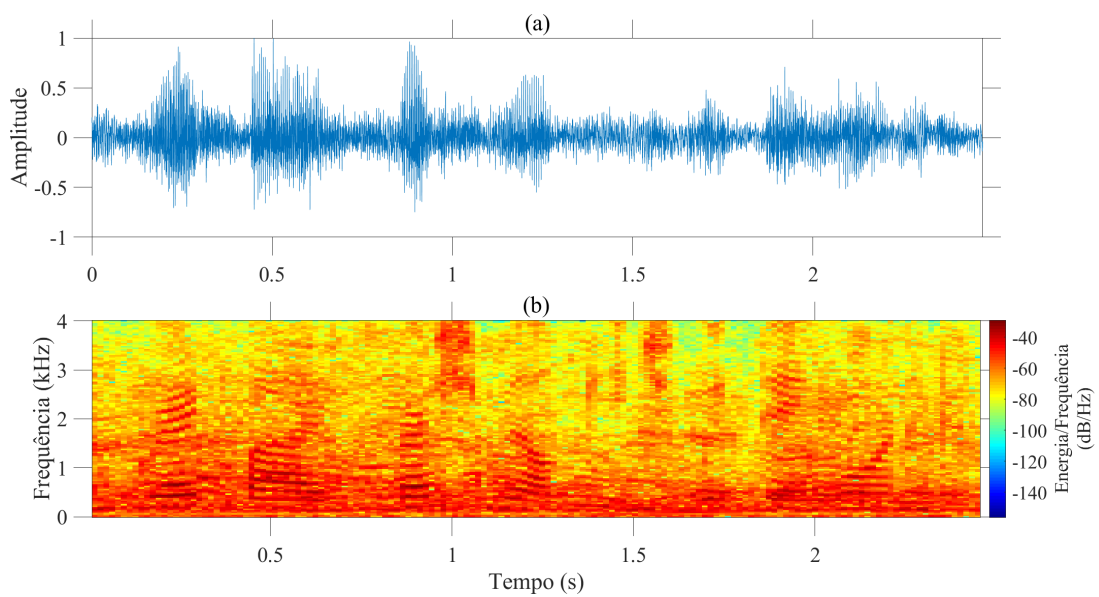 (a)
1
0.5
0
-0.5
-1
Amplitude
0 0.5 1 1.5 2
(b)
4
3
2
1
0
Frequência (kHz)
0.5 1 1.5 2
Tempo (s)
-40
-60
-80
-100
-120
-140
Energia/Frequência
(dB/Hz)